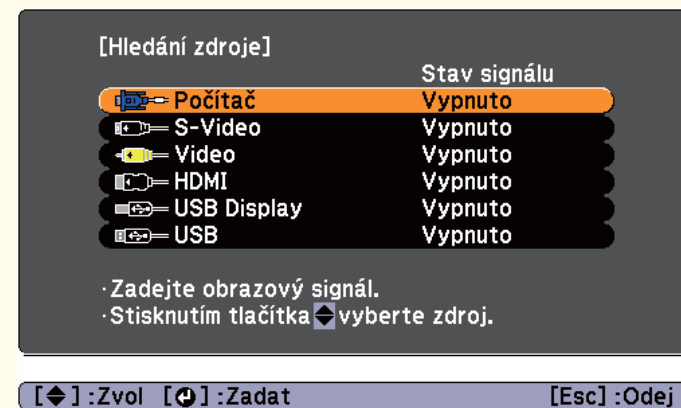 [Hledání zdroje]
Stav signálu
Počítač Vypnuto
S-Video Vypnuto
Video Vypnuto
HDMI Vypnuto
USB Display Vypnuto
USB Vypnuto
·Zadejte obrazový signál.
·Stisknutím tlačítka vyberte zdroj.
[ ] :Zvol [ ] :Zadat [Esc] :Odej